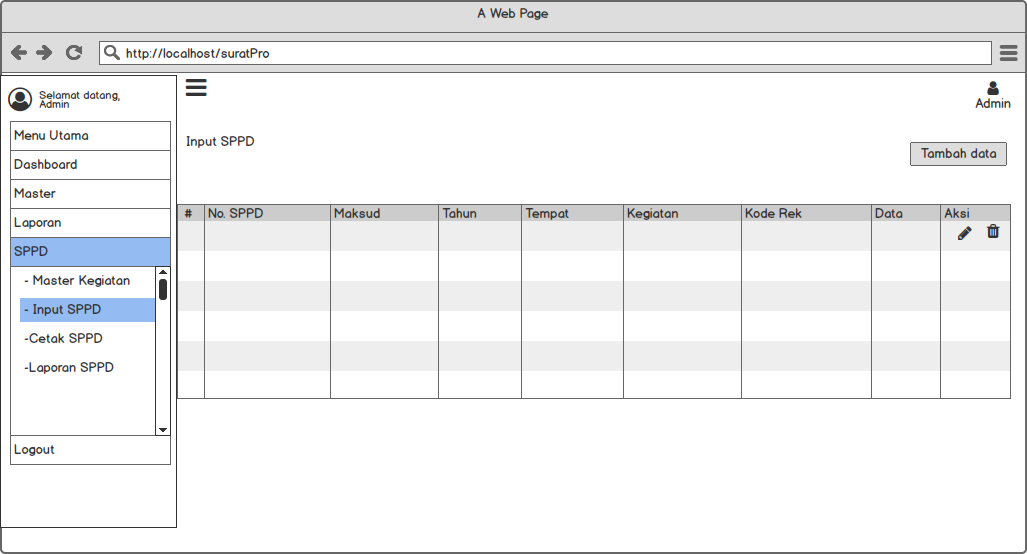 A Web Page
http://localhost/suratPro
Selamat datang,
Admin
Admin
Menu Utama
Dashboard
Master
Laporan
SPPD
- Master Kegiatan
- Input SPPD
-Cetak SPPD
-Laporan SPPD
Logout
Input SPPD
Tambah data
# No. SPPD Maksud Tahun Tempat Kegiatan Kode Rek Data Aksi